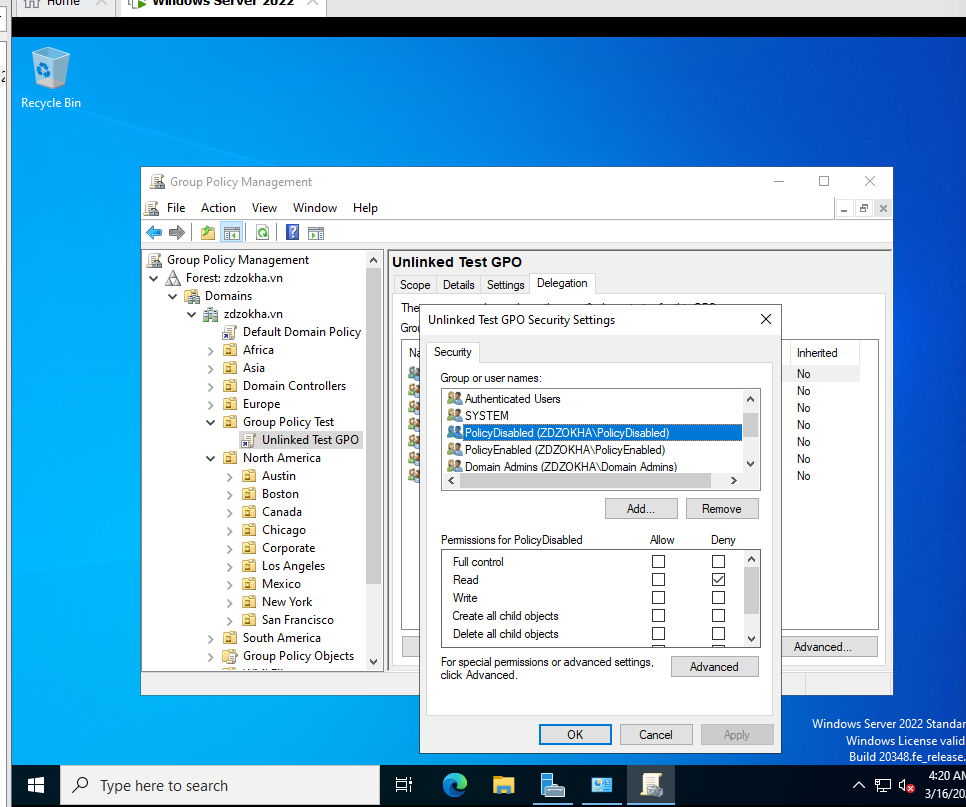 Home
Windows Server 2022
Recycle Bin
Group Policy Management
File Action View Window Help
Group Policy Management
Forest: zdzokha.vn
Domains
zdzokha.vn
Default Domain Policy
Africa
Asia
Domain Controllers
Europe
Group Policy Test
Unlinked Test GPO
North America
Austin
Boston
Canada
Chicago
Corporate
Los Angeles
Mexico
New York
San Francisco
South America
Group Policy Objects
Unlinked Test GPO
Scope Details Settings Delegation
The
Grou
Na
Inherited
No
No
No
No
No
No
No
Advanced...
Unlinked Test GPO Security Settings
Security
Group or user names:
Authenticated Users
SYSTEM
PolicyDisabled (ZDZOKHA\PolicyDisabled)
PolicyEnabled (ZDZOKHA\PolicyEnabled)
Domain Admins (ZDZOKHA\Domain Admins)
Add... Remove
Permissions for PolicyDisabled Allow Deny
Full control
Read
Write
Create all child objects
Delete all child objects
For special permissions or advanced settings,
click Advanced.
Advanced
OK Cancel Apply
Windows Server 2022 Standar
Windows License valid
Build 20348.fe_release.
Type here to search
4:20 AM
3/16/20